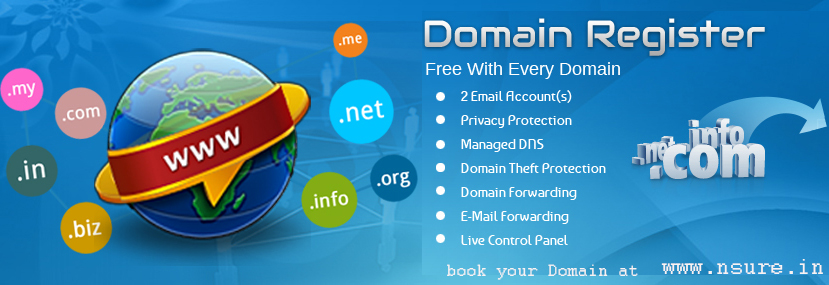 Domain Register
Free With Every Domain
2 Email Account(s)
Privacy Protection
Managed DNS
Domain Theft Protection
Domain Forwarding
E-Mail Forwarding
Live Control Panel
book your Domain at www.nsure.in
.me
.my
.com
.net
www
.in
.org
.info
.biz
.net
.info
.com